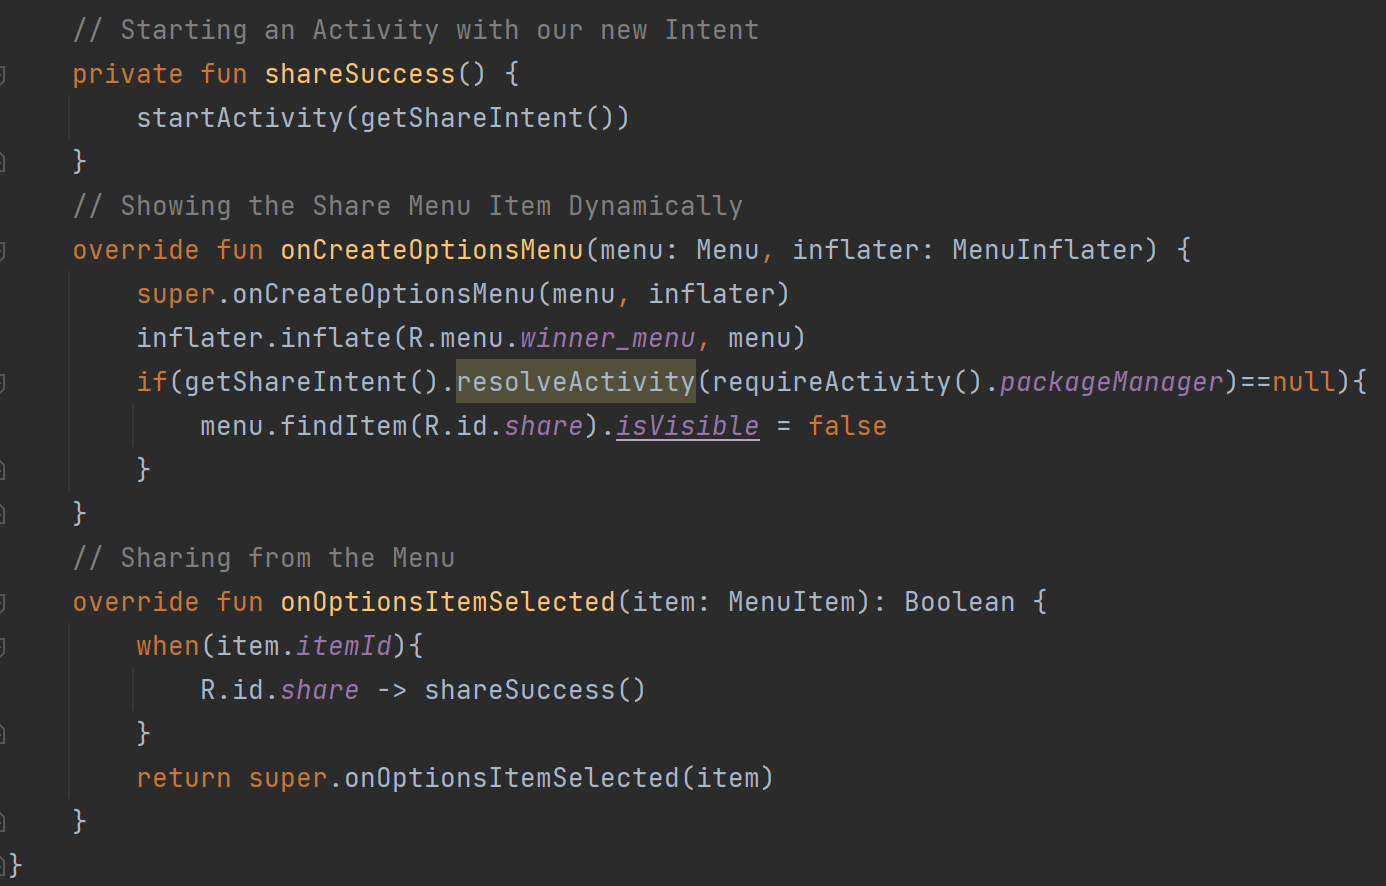 // Starting an Activity with our new Intent
private fun shareSuccess() {
    startActivity(getShareIntent())
}
// Showing the Share Menu Item Dynamically
override fun onCreateOptionsMenu(menu: Menu, inflater: MenuInflater) {
    super.onCreateOptionsMenu(menu, inflater)
    inflater.inflate(R.menu.winner_menu, menu)
    if(getShareIntent().resolveActivity(requireActivity().packageManager)==null){
        menu.findItem(R.id.share).isVisible = false
    }
}
// Sharing from the Menu
override fun onOptionsItemSelected(item: MenuItem): Boolean {
    when(item.itemId){
        R.id.share -> shareSuccess()
    }
    return super.onOptionsItemSelected(item)
}
}